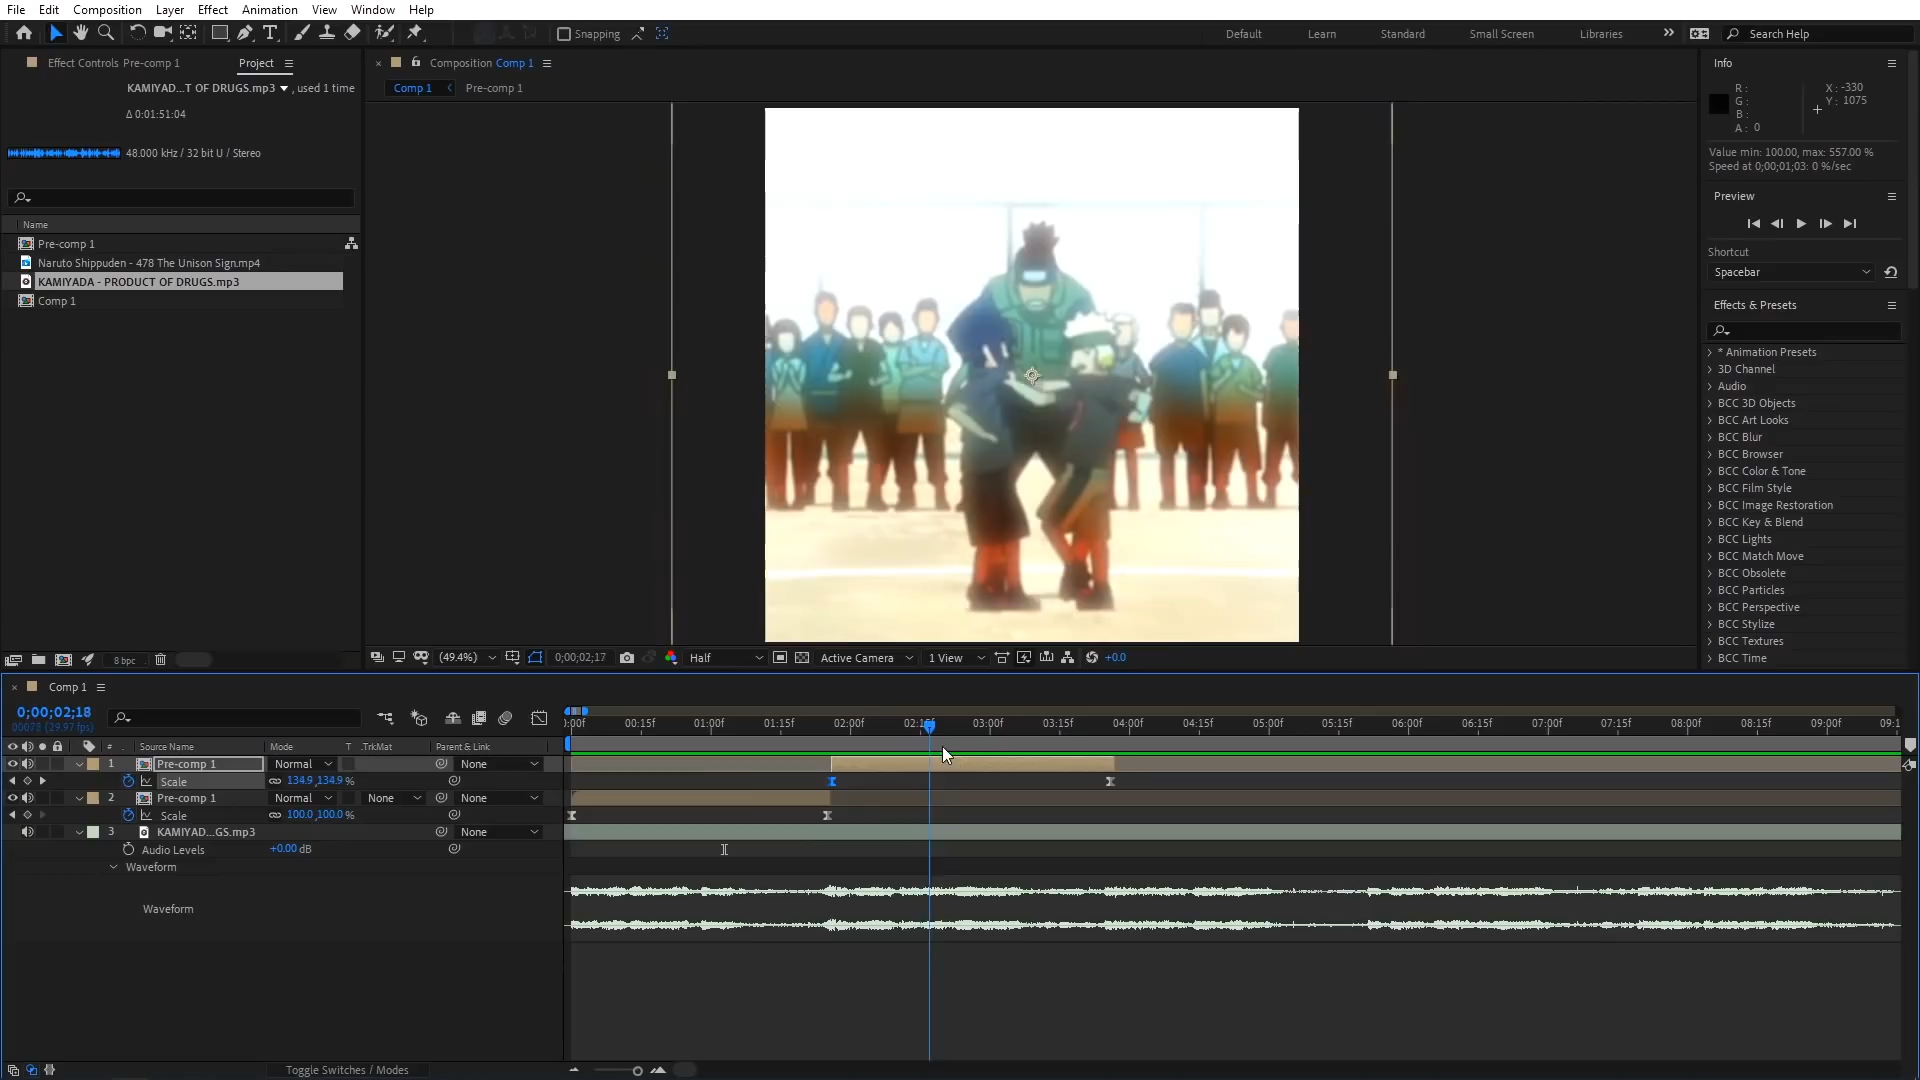 File Edit Composition Layer Effect Animation View Window Help
Snapping
Default Learn Standard Small Screen Libraries » Search Help
Effect Controls Pre-comp 1 Project
KAMIYAD...T OF DRUGS.mp3 , used 1 time
Δ 0:01:51:04
48.000 kHz / 32 bit U / Stereo
Name
Pre-comp 1
Naruto Shippuden - 478 The Unison Sign.mp4
KAMIYADA - PRODUCT OF DRUGS.mp3
Comp 1
8 bpc
Composition Comp 1
Comp 1 Pre-comp 1
(49.4%) 0;00;02;17 Half Active Camera 1 View +0.0
Info
R :
G :
B :
A : 0
X : -330
Y : 1075
Value min: 100.00, max: 557.00 %
Speed at 0;00;01;03: 0 %/sec
Preview
Shortcut
Spacebar
Effects & Presets
* Animation Presets
3D Channel
Audio
BCC 3D Objects
BCC Art Looks
BCC Blur
BCC Browser
BCC Color & Tone
BCC Film Style
BCC Image Restoration
BCC Key & Blend
BCC Lights
BCC Match Move
BCC Obsolete
BCC Particles
BCC Perspective
BCC Stylize
BCC Textures
BCC Time
Comp 1
0;00;02;18
00078 (29.97 fps)
:00f 00:15f 01:00f 01:15f 02:00f 02:15f 03:00f 03:15f 04:00f 04:15f 05:00f 05:15f 06:00f 06:15f 07:00f 07:15f 08:00f 08:15f 09:00f 09:1
# . Source Name Mode T .TrkMat Parent & Link
1 Pre-comp 1 Normal None
Scale 134.9,134.9 %
2 Pre-comp 1 Normal None None
Scale 100.0,100.0 %
3 KAMIYAD...GS.mp3 None
Audio Levels +0.00 dB
Waveform
Waveform
Toggle Switches / Modes